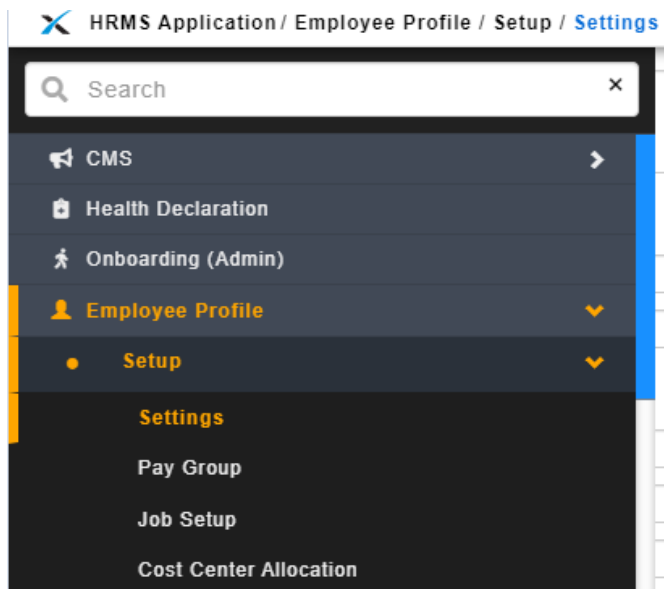 HRMS Application / Employee Profile / Setup / Settings
Search
CMS
Health Declaration
Onboarding (Admin)
Employee Profile
Setup
Settings
Pay Group
Job Setup
Cost Center Allocation